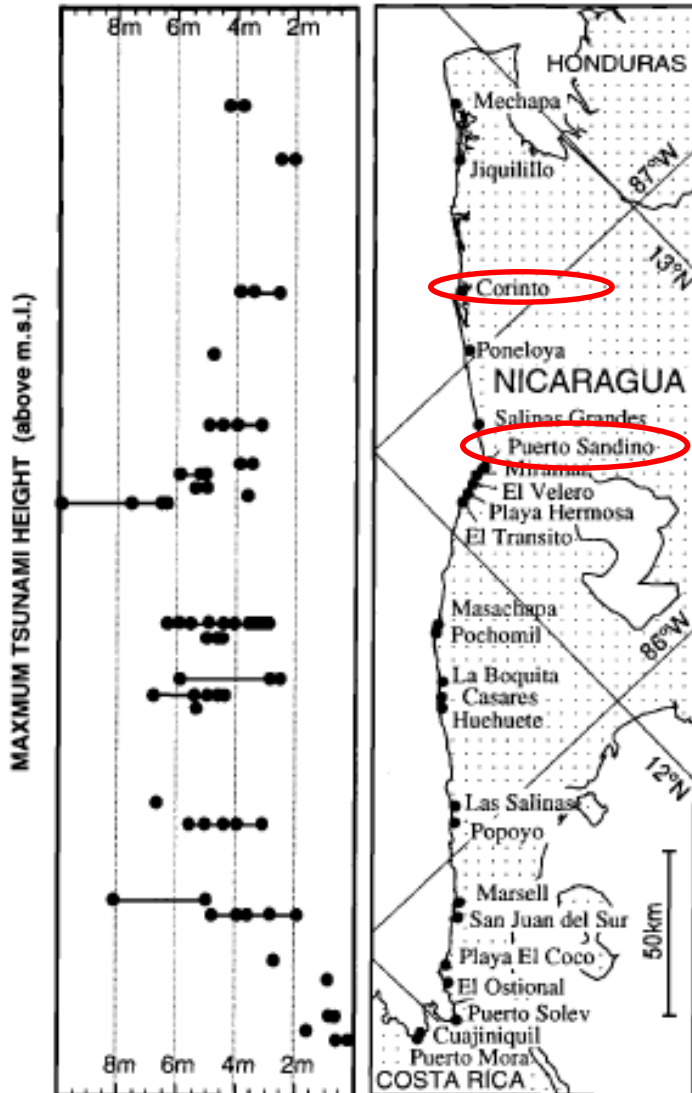 8m 6m 4m 2m
MAXMUM TSUNAMI HEIGHT (above m.s.l.)
8m 6m 4m 2m
HONDURAS
Mechapa
87°W
Jiquilillo
13°N
Corinto
Poneloya
NICARAGUA
Salinas Grandes
Puerto Sandino
Miramar
El Velero
Playa Hermosa
El Transito
Masachapa
Pochomil
86°W
La Boquita
Casares
Huehuete
12°N
Las Salinas
Popoyo
Marsell
San Juan del Sur
50km
Playa El Coco
El Ostional
Puerto Solev
Cuajiniquil
Puerto Mora
COSTA RICA